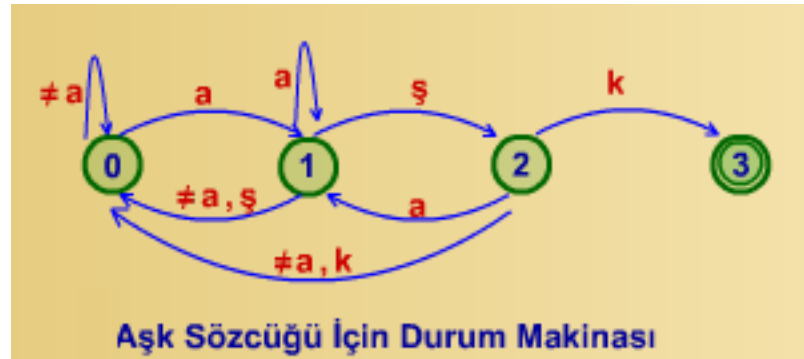 ≠a
a
a
ş
k
0
1
2
3
≠a,ş
a
≠a,k
Aşk Sözcüğü İçin Durum Makinası